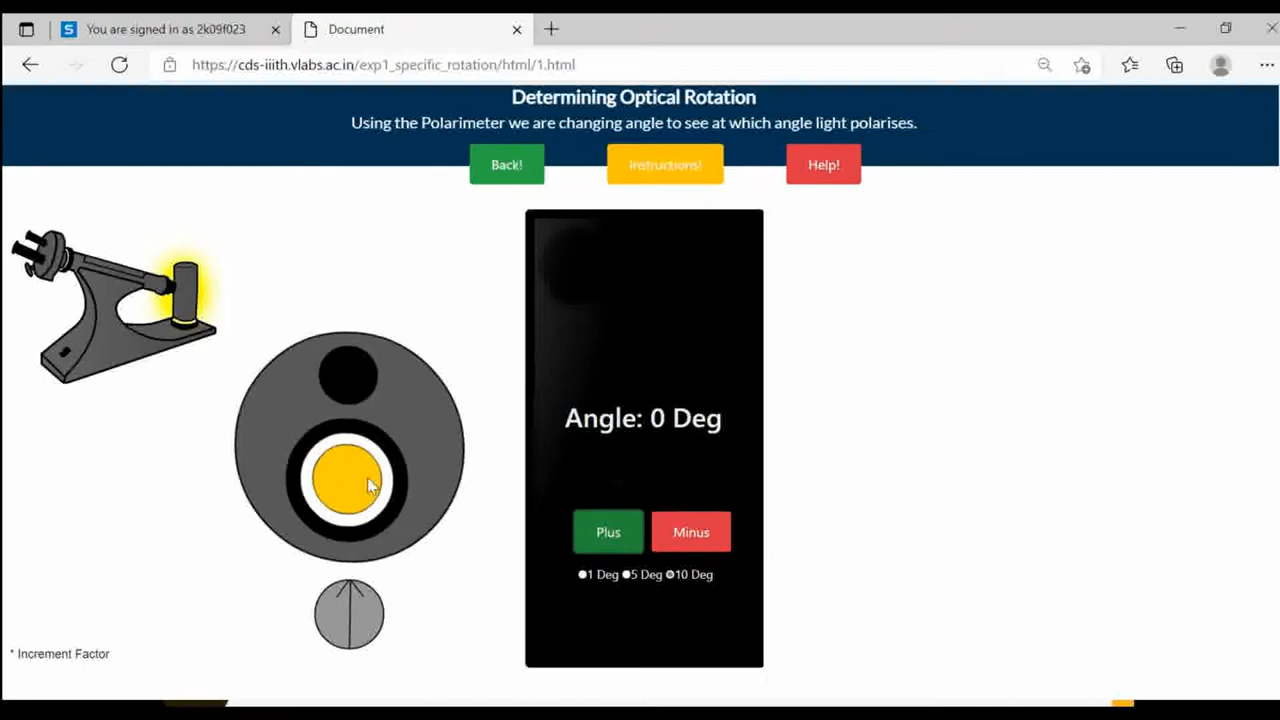 You are signed in as 2k09f023
Document
https://cds-iiith.vlabs.ac.in/exp1_specific_rotation/html/1.html
Determining Optical Rotation
Using the Polarimeter we are changing angle to see at which angle light polarises.
Back!
Instructions!
Help!
Angle: 0 Deg
Plus
Minus
1 Deg 5 Deg 10 Deg
* Increment Factor